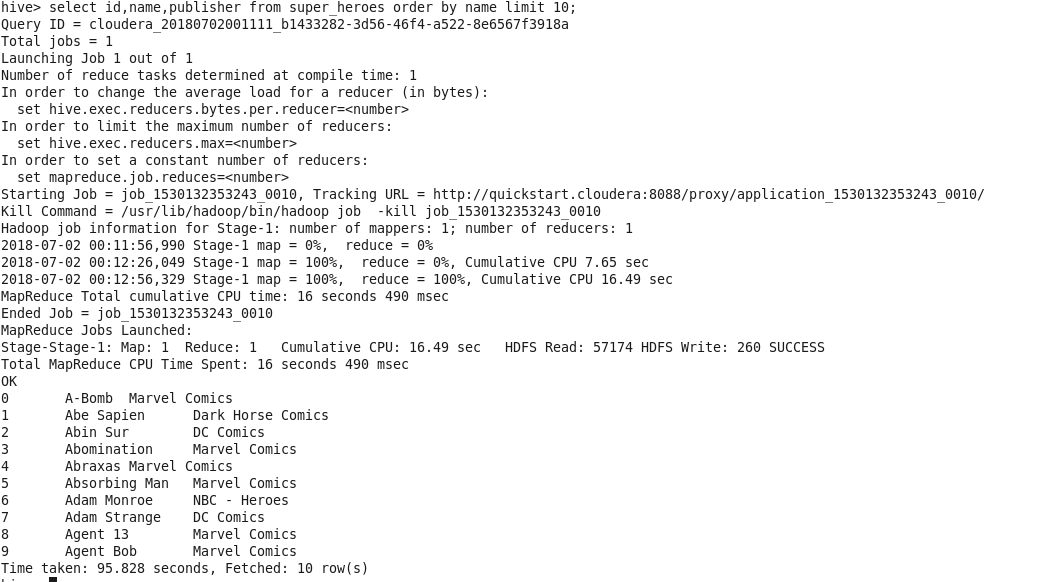 hive> select id,name,publisher from super_heroes order by name limit 10;
Query ID = cloudera_20180702001111_b1433282-3d56-46f4-a522-8e6567f3918a
Total jobs = 1
Launching Job 1 out of 1
Number of reduce tasks determined at compile time: 1
In order to change the average load for a reducer (in bytes):
  set hive.exec.reducers.bytes.per.reducer=<number>
In order to limit the maximum number of reducers:
  set hive.exec.reducers.max=<number>
In order to set a constant number of reducers:
  set mapreduce.job.reduces=<number>
Starting Job = job_1530132353243_0010, Tracking URL = http://quickstart.cloudera:8088/proxy/application_1530132353243_0010/
Kill Command = /usr/lib/hadoop/bin/hadoop job  -kill job_1530132353243_0010
Hadoop job information for Stage-1: number of mappers: 1; number of reducers: 1
2018-07-02 00:11:56,990 Stage-1 map = 0%,  reduce = 0%
2018-07-02 00:12:26,049 Stage-1 map = 100%,  reduce = 0%, Cumulative CPU 7.65 sec
2018-07-02 00:12:56,329 Stage-1 map = 100%,  reduce = 100%, Cumulative CPU 16.49 sec
MapReduce Total cumulative CPU time: 16 seconds 490 msec
Ended Job = job_1530132353243_0010
MapReduce Jobs Launched:
Stage-Stage-1: Map: 1  Reduce: 1   Cumulative CPU: 16.49 sec   HDFS Read: 57174 HDFS Write: 260 SUCCESS
Total MapReduce CPU Time Spent: 16 seconds 490 msec
OK
0       A-Bomb  Marvel Comics
1       Abe Sapien      Dark Horse Comics
2       Abin Sur        DC Comics
3       Abomination     Marvel Comics
4       Abraxas Marvel Comics
5       Absorbing Man   Marvel Comics
6       Adam Monroe     NBC - Heroes
7       Adam Strange    DC Comics
8       Agent 13        Marvel Comics
9       Agent Bob       Marvel Comics
Time taken: 95.828 seconds, Fetched: 10 row(s)